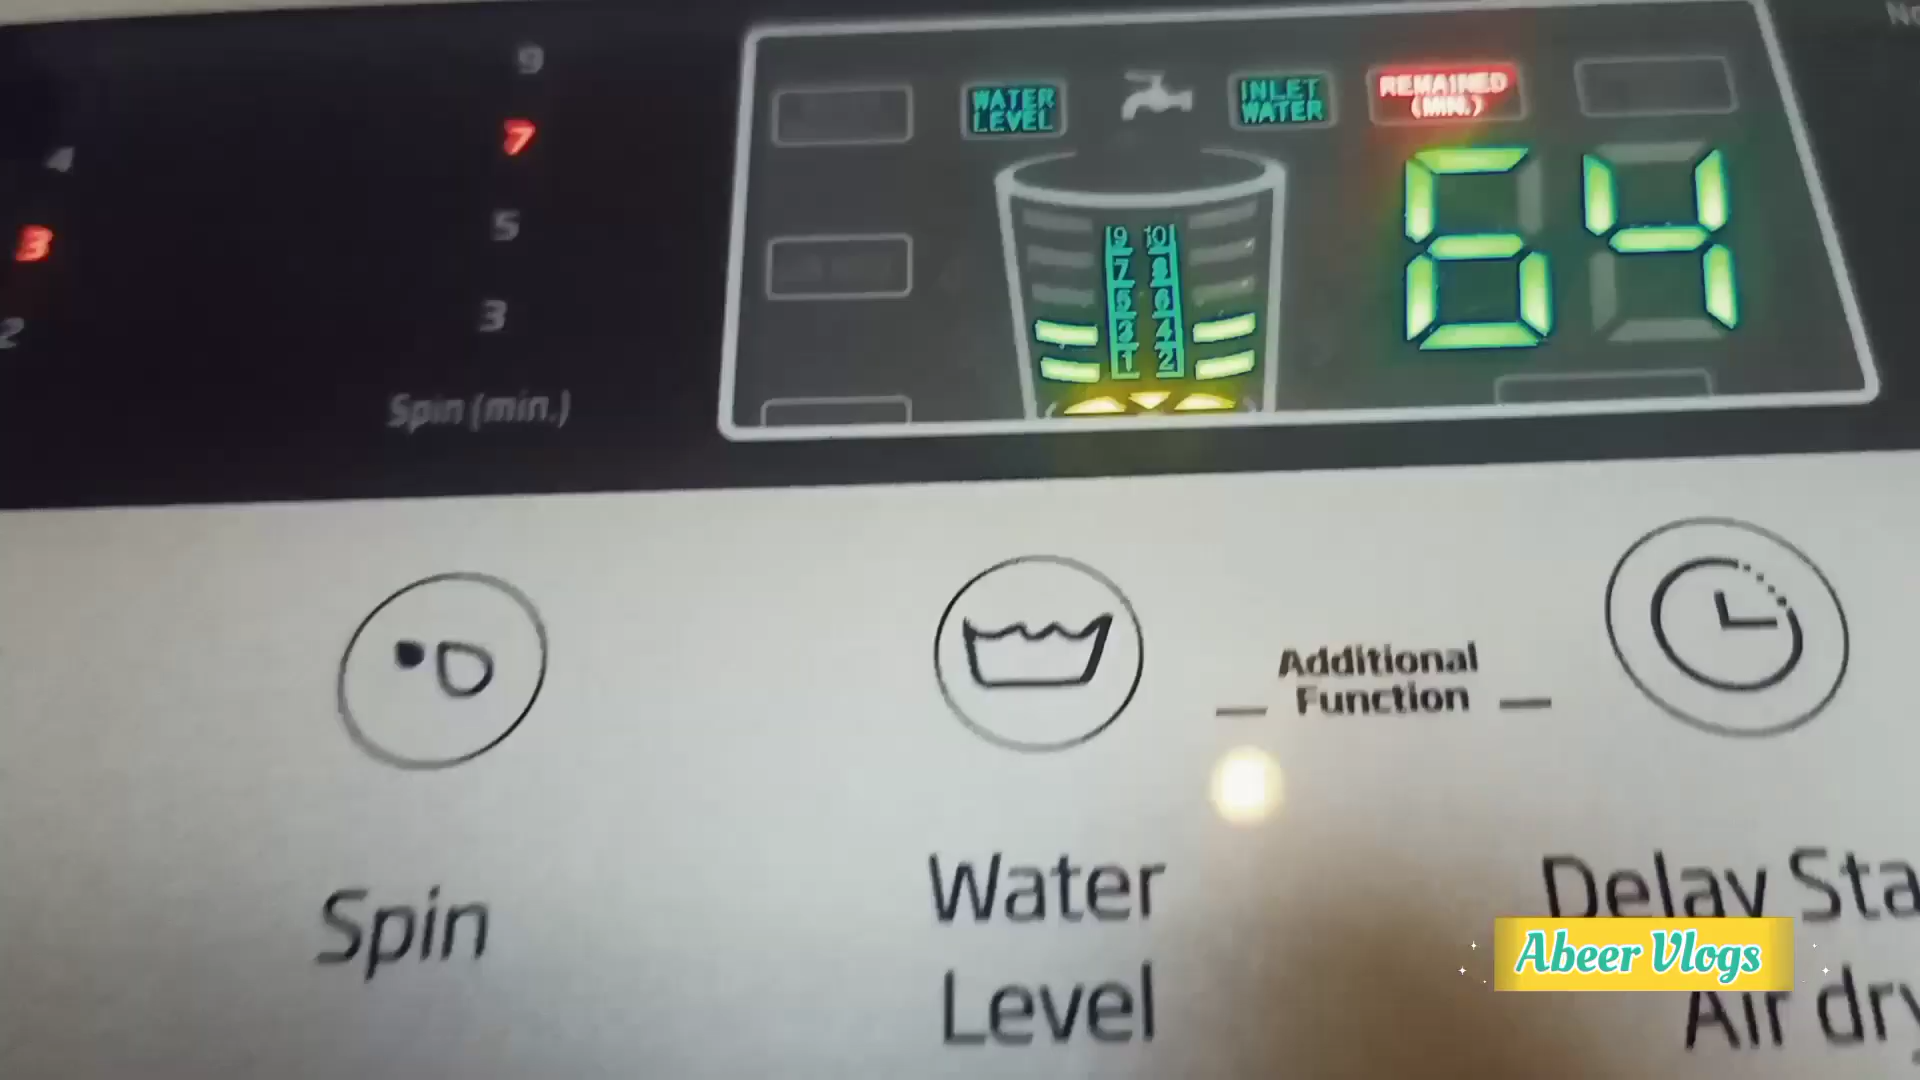 No
9
7
4
5
3
3
2
Spin (min.)
WATER
LEVEL
INLET
WATER
REMAINED
(MIN.)
9 10
7 8
5 6
3 4
1 2
64
Additional
Function
Spin
Water
Level
Delay Sta
Air dry
Abeer Vlogs